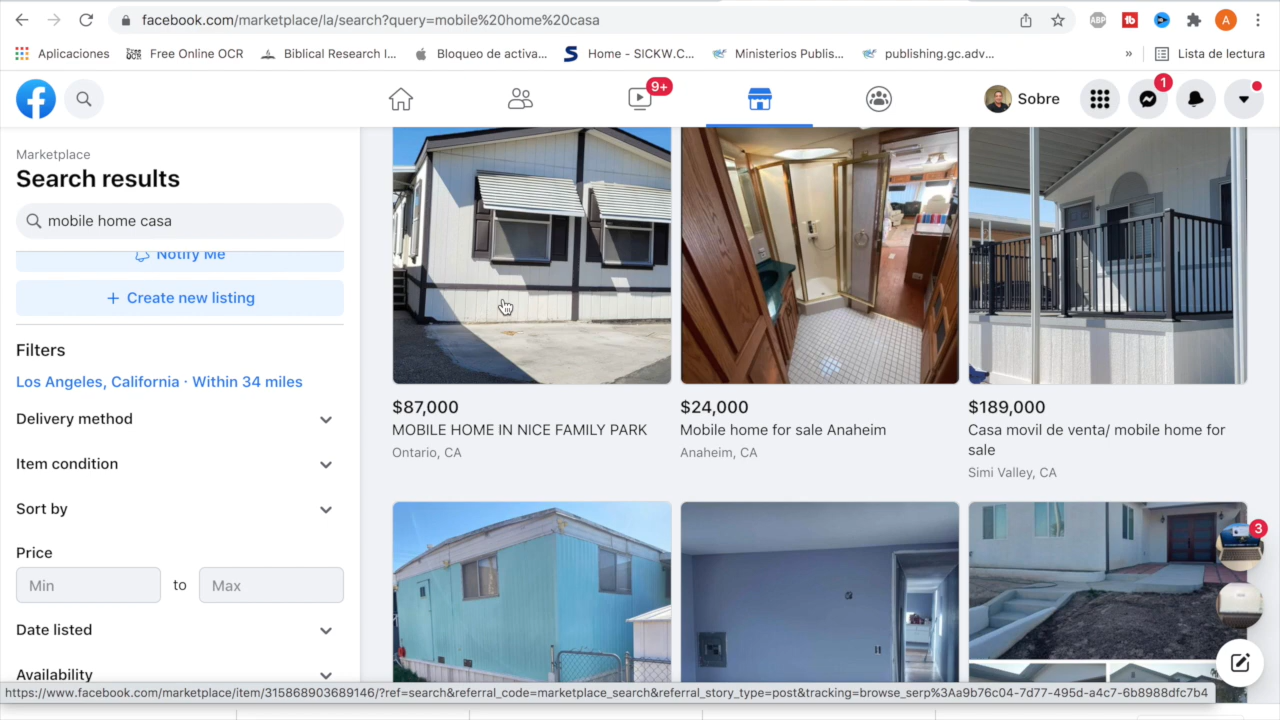 facebook.com/marketplace/la/search?query=mobile%20home%20casa
ABP
A
Aplicaciones
Free Online OCR
Biblical Research I...
Bloqueo de activa...
S Home - SICKW.C...
Ministerios Publis...
publishing.gc.adv...
»
Lista de lectura
9+
Sobre
1
Marketplace
Search results
mobile home casa
Notify Me
+ Create new listing
Filters
Los Angeles, California · Within 34 miles
Delivery method
Item condition
Sort by
Price
Min to Max
Date listed
Availability
$87,000
MOBILE HOME IN NICE FAMILY PARK
Ontario, CA
$24,000
Mobile home for sale Anaheim
Anaheim, CA
$189,000
Casa movil de venta/ mobile home for
sale
Simi Valley, CA
3
https://www.facebook.com/marketplace/item/315868903689146/?ref=search&referral_code=marketplace_search&referral_story_type=post&tracking=browse_serp%3Aa9b76c04-7d77-495d-a4c7-6b8988dfc7b4